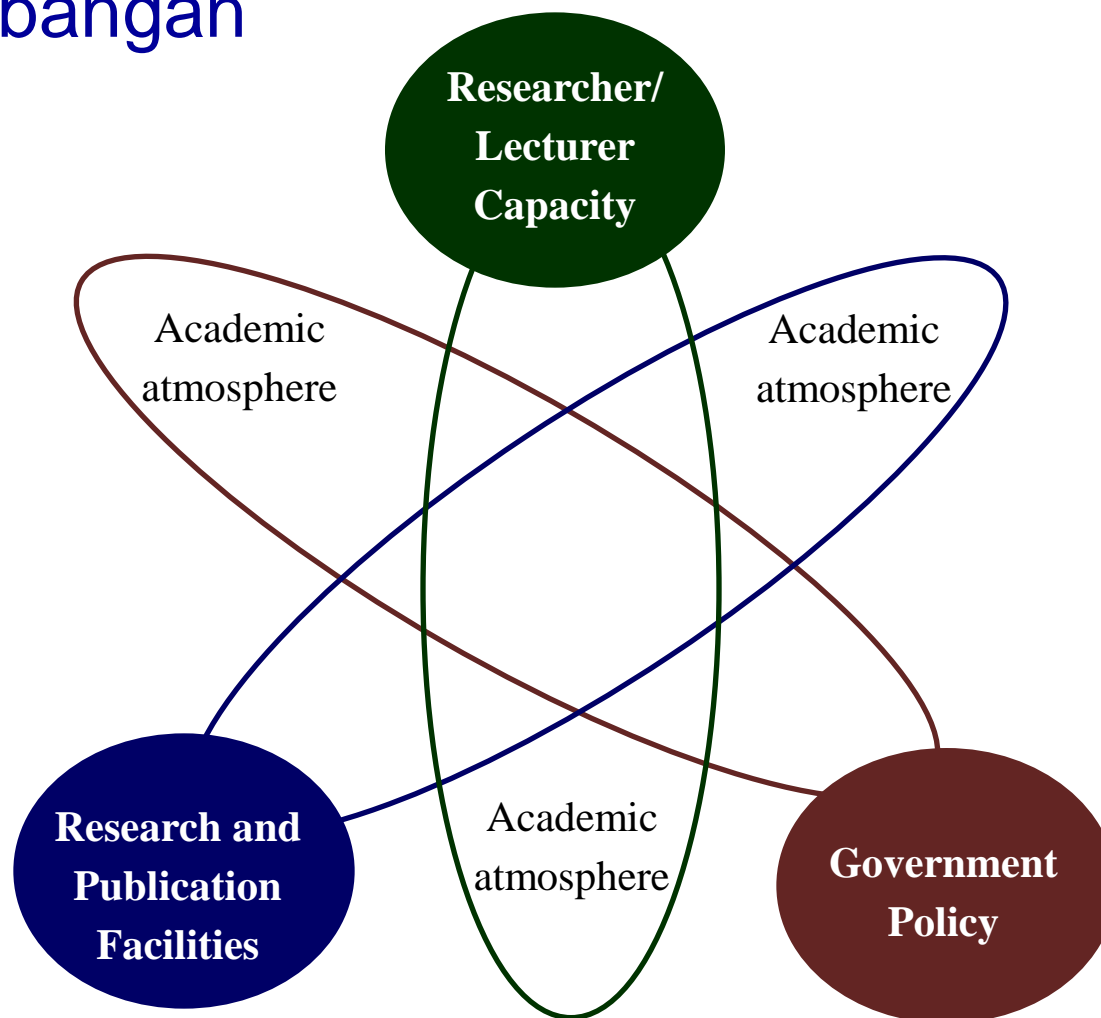 bangan
Researcher/
Lecturer
Capacity
Academic
atmosphere
Academic
atmosphere
Research and
Publication
Facilities
Academic
atmosphere
Government
Policy